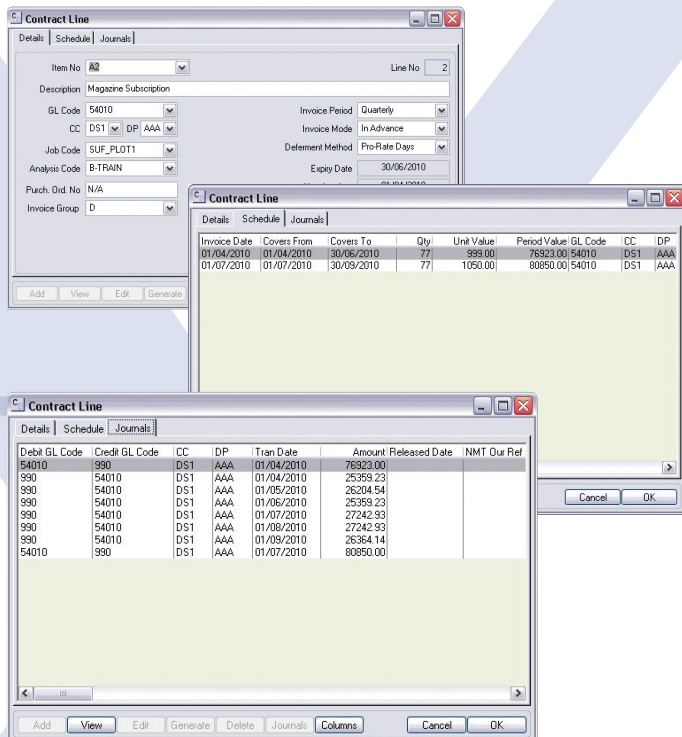 Contract Line
Details Schedule Journals
Item No A2 Line No 2
Description Magazine Subscription
GL Code 54010 Invoice Period Quarterly
CC DS1 DP AAA Invoice Mode In Advance
Job Code SUF_PLOT1 Deferment Method Pro-Rate Days
Analysis Code B-TRAIN Expiry Date 30/06/2010
Purch. Ord. No N/A
Invoice Group D
Add View Edit Generate
Contract Line
Details Schedule Journals
Invoice Date Covers From Covers To Qty Unit Value Period Value GL Code CC DP
01/04/2010 01/04/2010 30/06/2010 77 999.00 76923.00 54010 DS1 AAA
01/07/2010 01/07/2010 30/09/2010 77 1050.00 80850.00 54010 DS1 AAA
Cancel OK
Contract Line
Details Schedule Journals
Debit GL Code Credit GL Code CC DP Tran Date Amount Released Date NMT Our Ref
54010 990 DS1 AAA 01/04/2010 76923.00
990 54010 DS1 AAA 01/04/2010 25359.23
990 54010 DS1 AAA 01/05/2010 26204.54
990 54010 DS1 AAA 01/06/2010 25359.23
990 54010 DS1 AAA 01/07/2010 27242.93
990 54010 DS1 AAA 01/08/2010 27242.93
990 54010 DS1 AAA 01/09/2010 26364.14
54010 990 DS1 AAA 01/07/2010 80850.00
Add View Edit Generate Delete Journals Columns Cancel OK